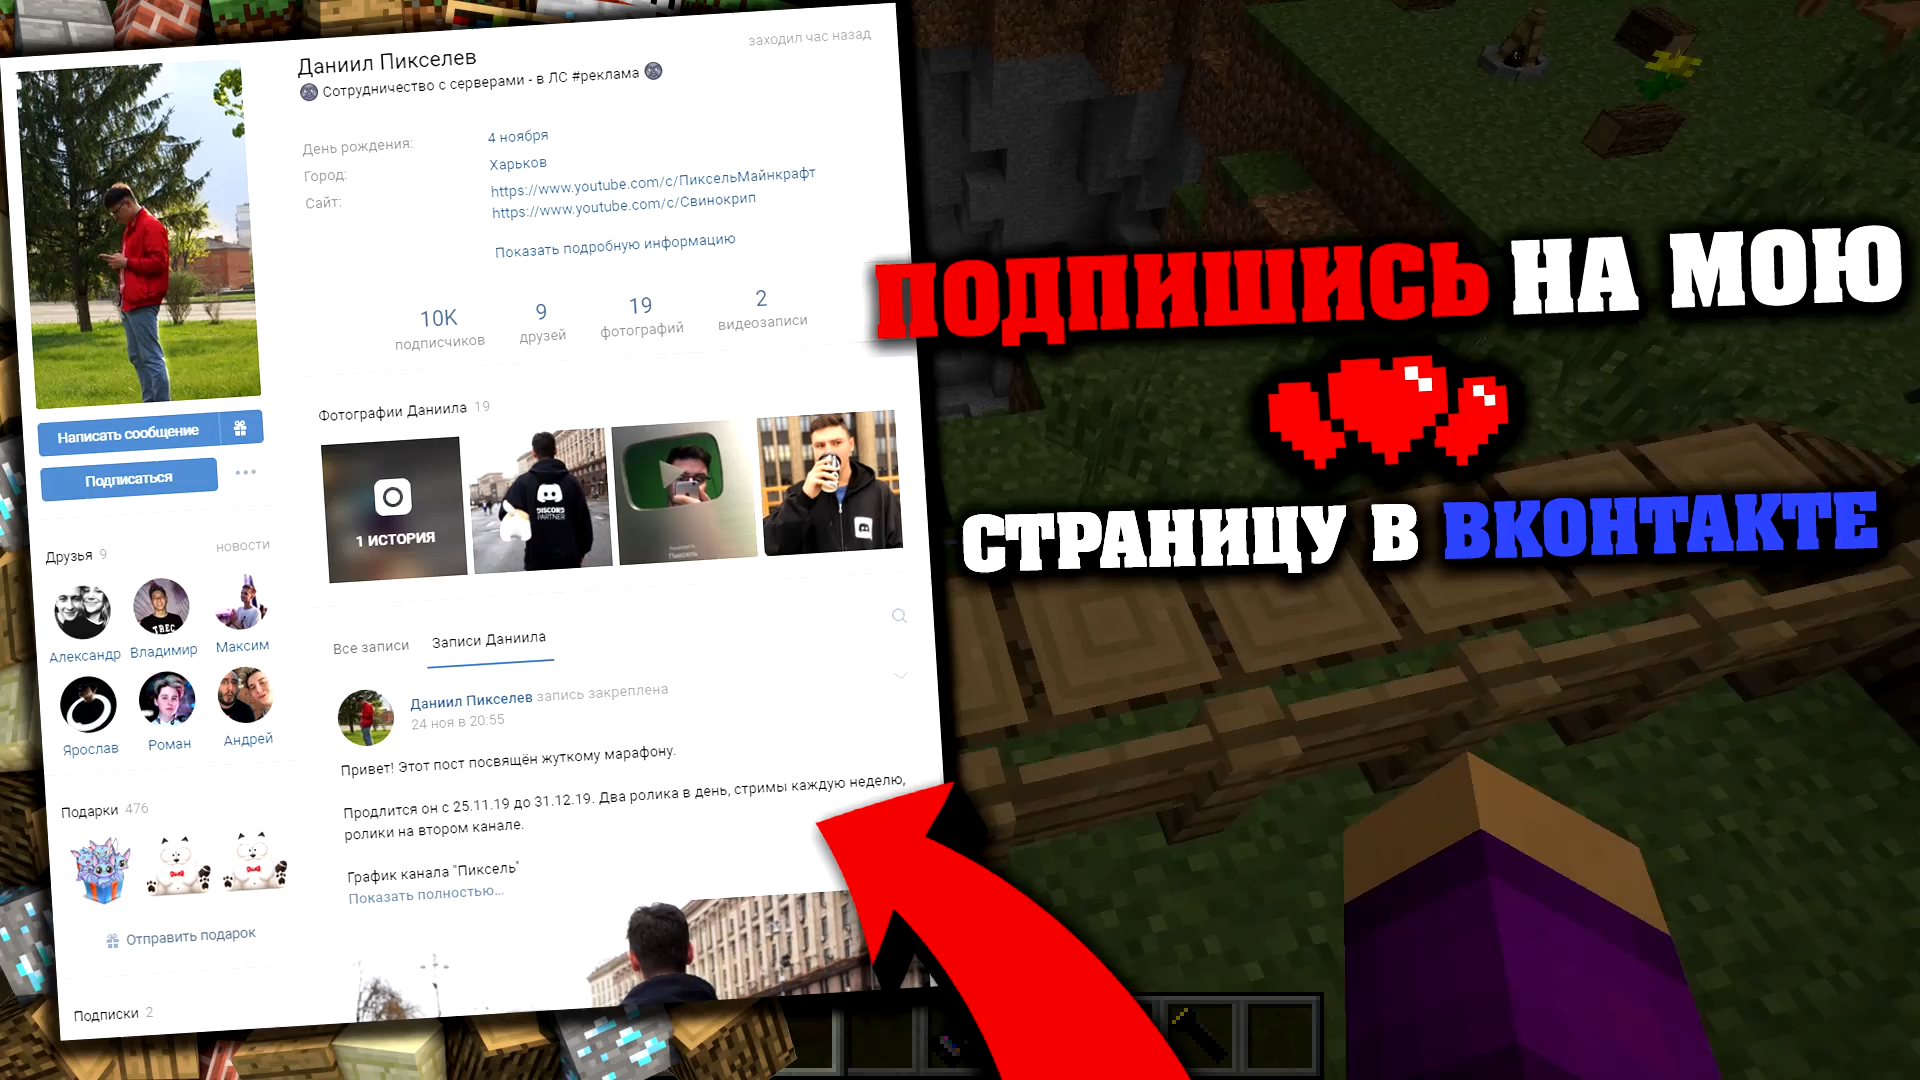 Даниил Пикселев
заходил час назад
Сотрудничество с серверами - в ЛС #реклама
День рождения: 4 ноября
Город: Харьков
Сайт: https://www.youtube.com/c/ПиксельМайнкрафт
https://www.youtube.com/c/Свинокрип
Показать подробную информацию
10K 9 19 2
подписчиков друзей фотографий видеозаписи
Написать сообщение
Подписаться
Фотографии Даниила 19
1 ИСТОРИЯ
DISCORD
PARTNER
Пиксель
Друзья 9 новости
TREC
Александр Владимир Максим
Ярослав Роман Андрей
Подарки 476
Отправить подарок
Подписки 2
Все записи Записи Даниила
Даниил Пикселев запись закреплена
24 ноя в 20:55
Привет! Этот пост посвящён жуткому марафону.
Продлится он с 25.11.19 до 31.12.19. Два ролика в день, стримы каждую неделю,
ролики на втором канале.
График канала "Пиксель"
Показать полностью...
ПОДПИШИСЬ НА МОЮ
СТРАНИЦУ В ВКОНТАКТЕ